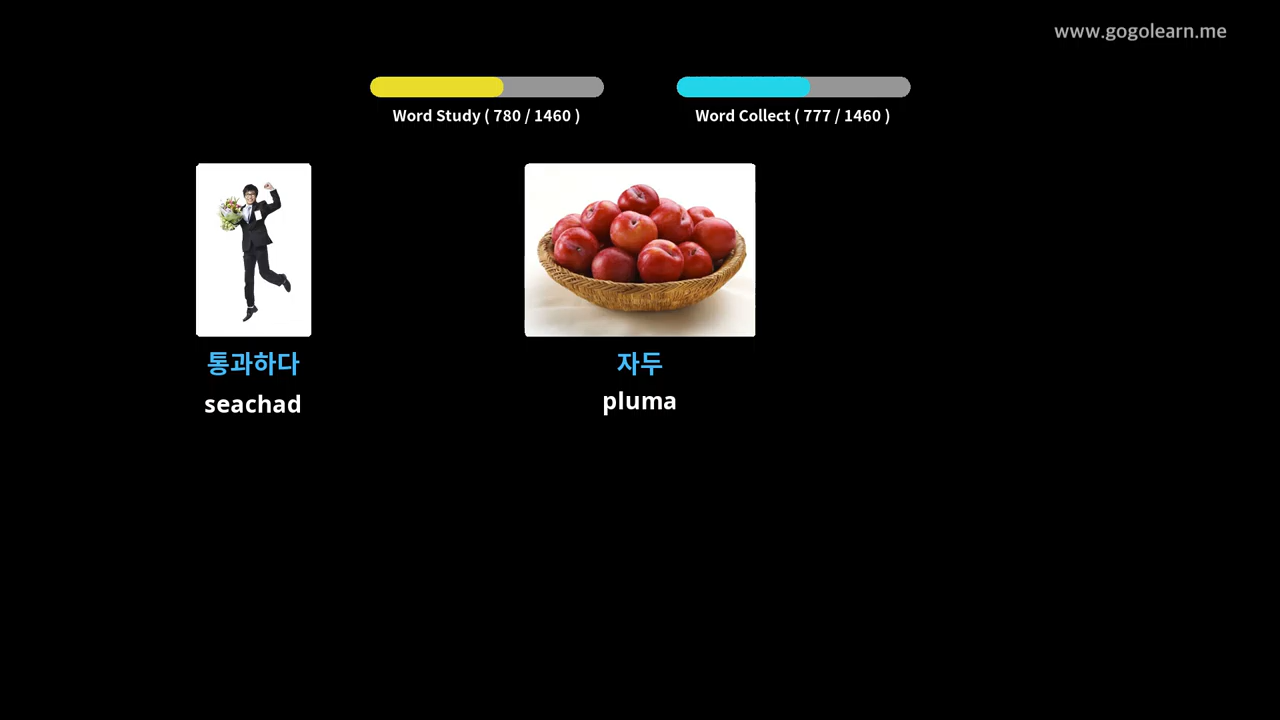 www.gogolearn.me
Word Study ( 780 / 1460 )
Word Collect ( 777 / 1460 )
통과하다
seachad
자두
pluma